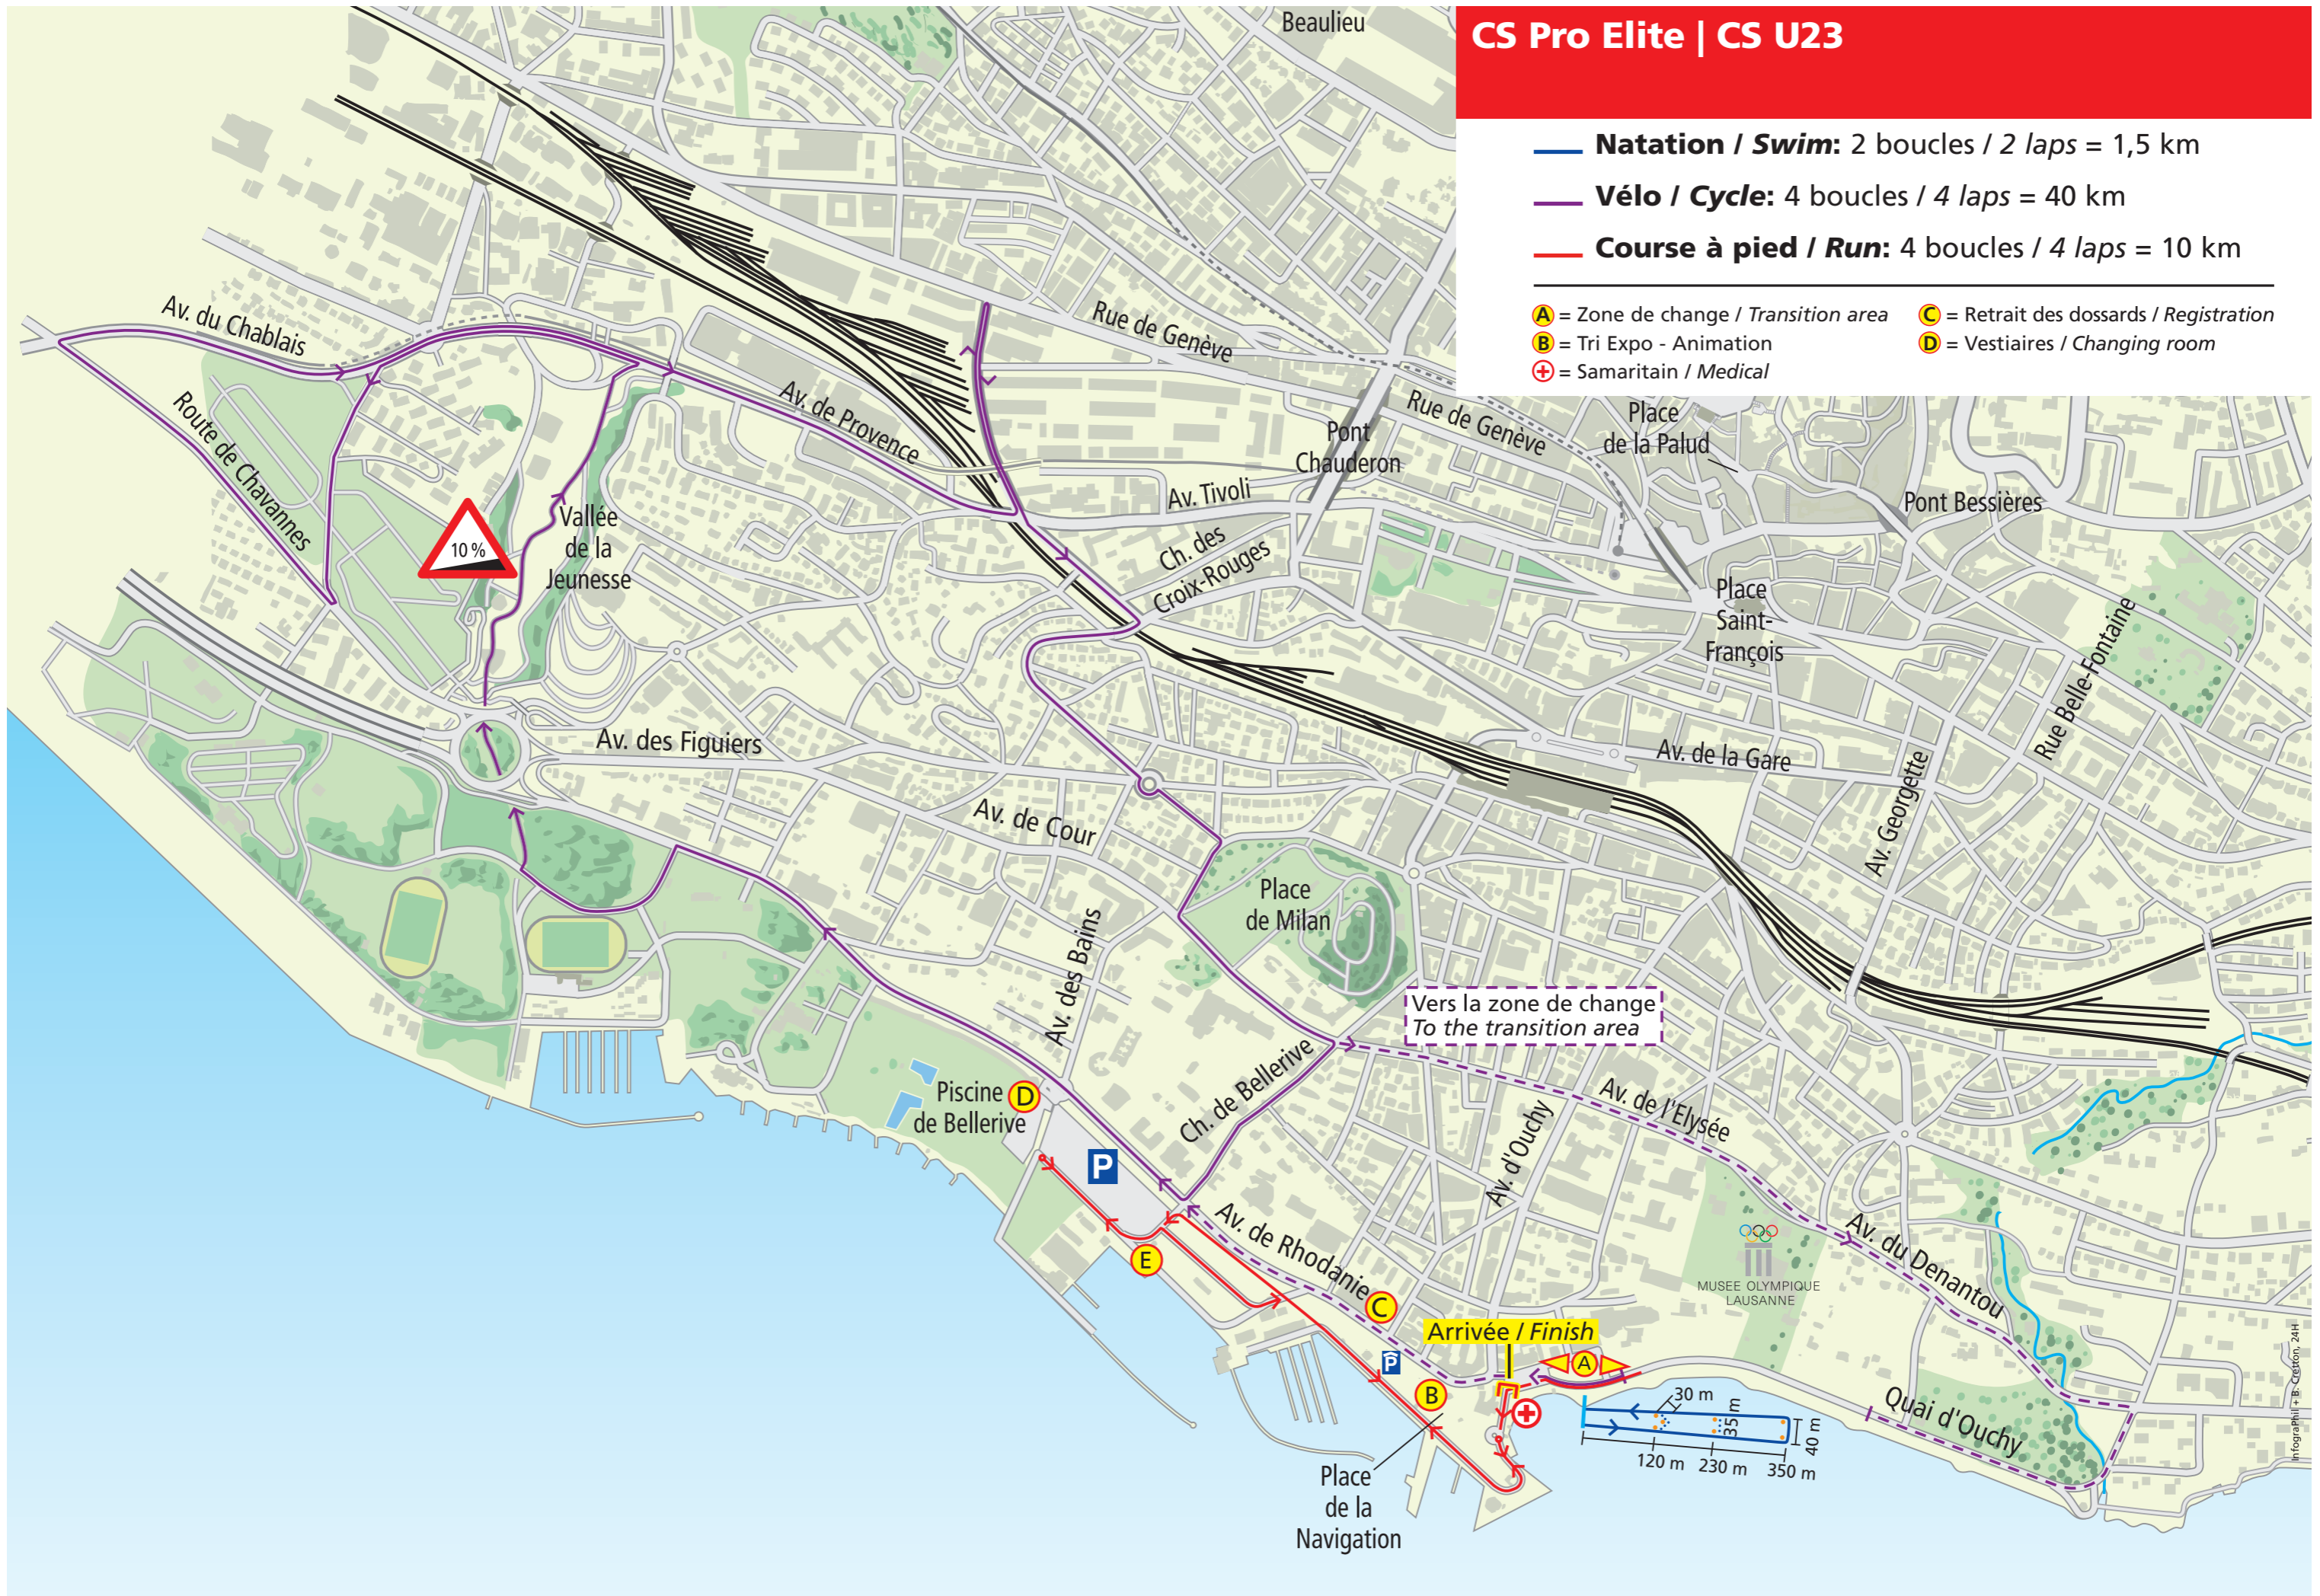 Beaulieu
CS Pro Elite | CS U23
Natation / Swim: 2 boucles / 2 laps = 1,5 km
Vélo / Cycle: 4 boucles / 4 laps = 40 km
Course à pied / Run: 4 boucles / 4 laps = 10 km
A = Zone de change / Transition area
C = Retrait des dossards / Registration
B = Tri Expo - Animation
D = Vestiaires / Changing room
= Samaritain / Medical
Av. du Chablais
Rue de Genève
Av. de Provence
Route de Chavannes
Pont
Chauderon
Rue de Genève
Place
de la Palud
Av. Tivoli
Pont Bessières
10 %
Vallée
de la
Jeunesse
Ch. des
Croix-Rouges
Place
Saint-
François
Rue Belle-Fontaine
Av. des Figuiers
Av. de la Gare
Av. de Cour
Av. Georgette
Place
de Milan
Av. des Bains
Vers la zone de change
To the transition area
Piscine
de Bellerive
D
Ch. de Bellerive
Av. de l'Elysée
P
Av. d'Ouchy
Av. de Rhodanie
Av. du Denantou
E
MUSEE OLYMPIQUE
LAUSANNE
C
Arrivée / Finish
A
P
B
Quai d'Ouchy
30 m
35 m
40 m
120 m
230 m
350 m
Place
de la
Navigation
InfograPhil + B. Cretton, 24H